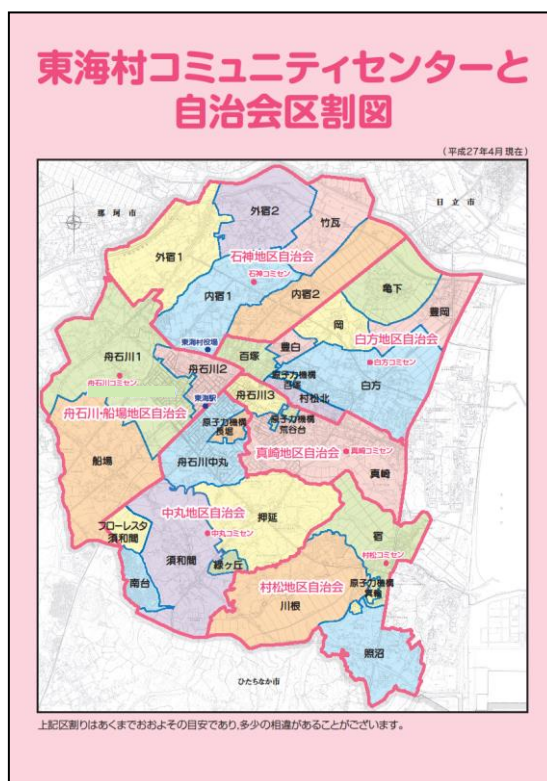 東海村コミュニティセンターと
自治会区割図
(平成27年4月現在)
那珂市
日立市
外宿2
竹瓦
外宿1
石神地区自治会
石神コミセン
内宿1
内宿2
亀下
豊岡
岡
白方地区自治会
白方コミセン
東海村役場
百塚
豊白
原子力機構
百塚
白方
村松北
舟石川1
舟石川コミセン
舟石川2
舟石川3
東海駅
原子力機構
長堀
原子力機構
荒谷台
舟石川・船場地区自治会
船場
舟石川中丸
真崎地区自治会
真崎コミセン
真崎
中丸地区自治会
中丸コミセン
押延
フローレスタ
須和間
須和間
緑ヶ丘
南台
宿
村松コミセン
村松地区自治会
川根
原子力機構
箕輪
照沼
ひたちなか市
上記区割りはあくまでおおよその目安であり、多少の相違があることがございます。